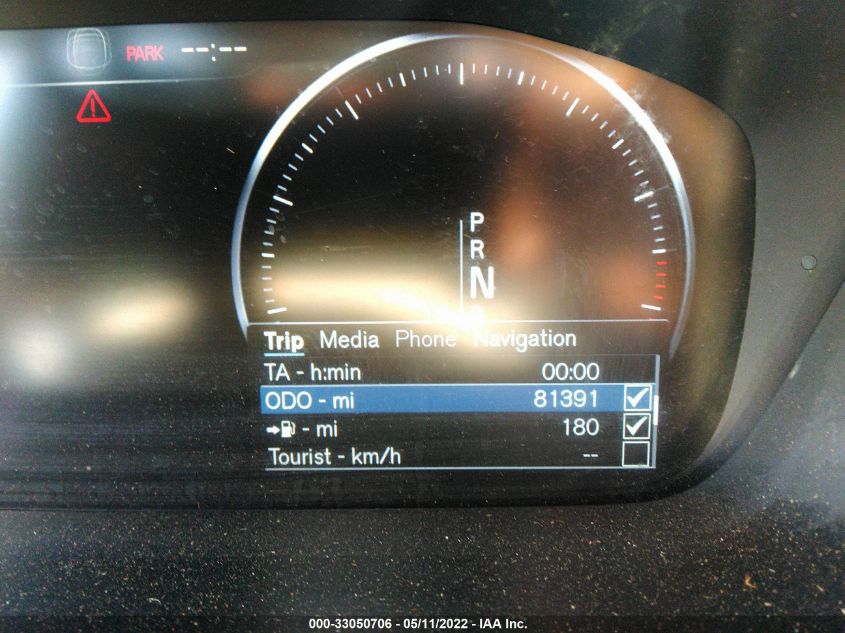 PARK --:--
P
R
N
D
Trip Media Phone Navigation
TA - h:min 00:00
ODO - mi 81391
- mi 180
Tourist - km/h --
000-33050706 - 05/11/2022 - IAA Inc.